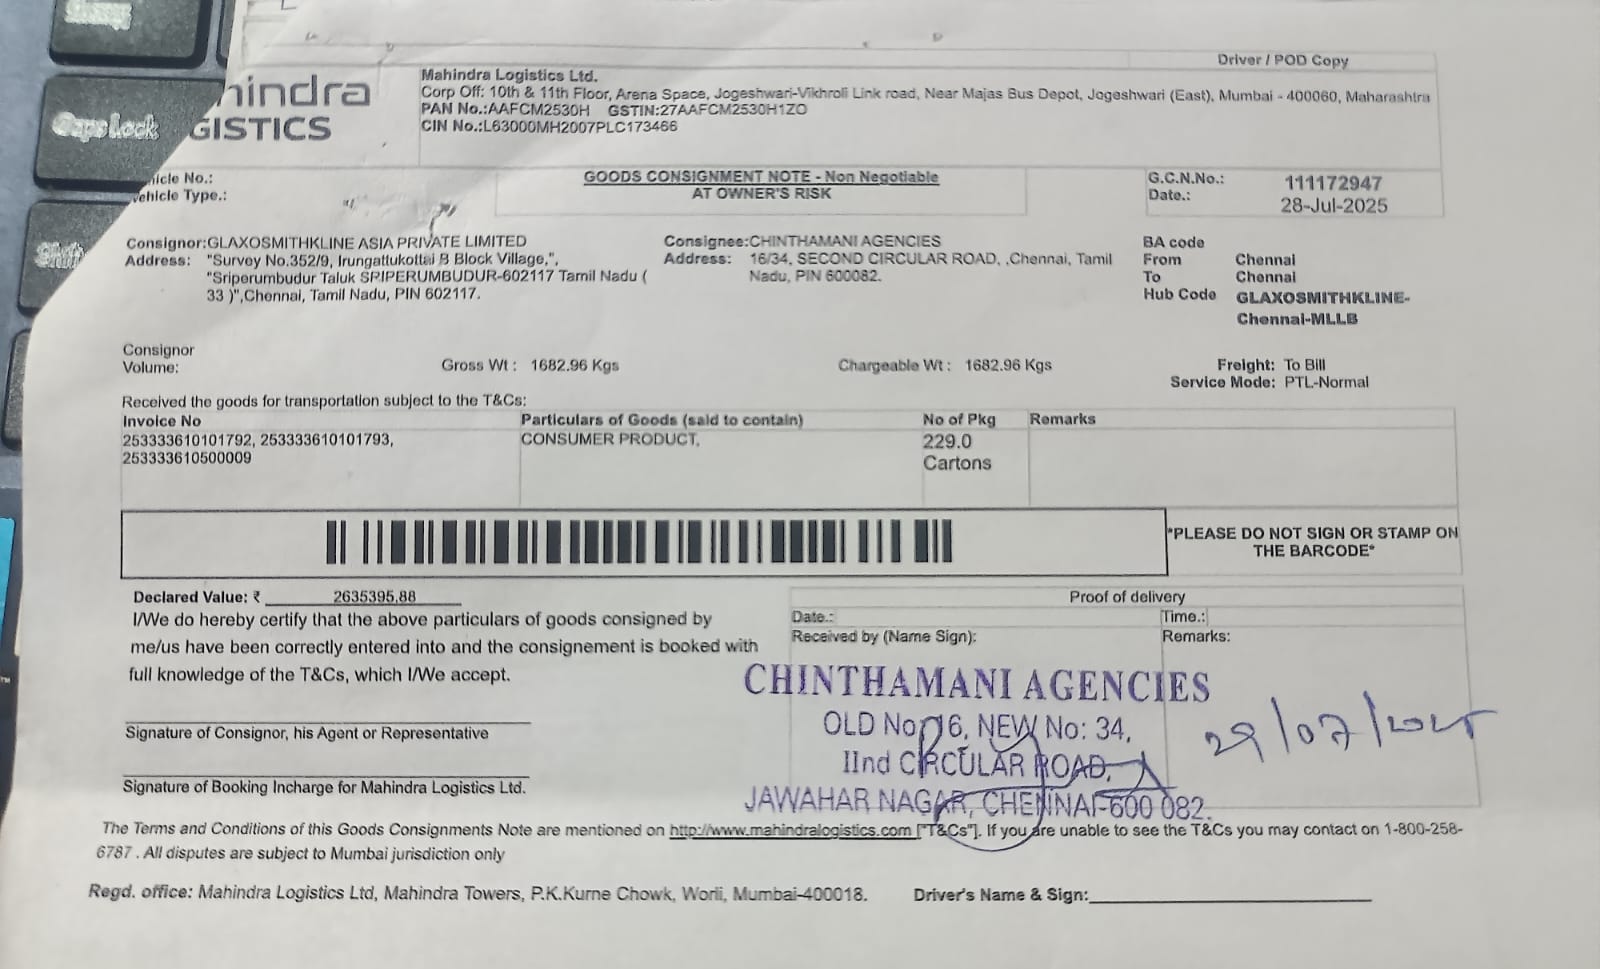 Driver / POD Copy
hindra
GISTICS
Mahindra Logistics Ltd.
Corp Off: 10th & 11th Floor, Arena Space, Jogeshwari-Vikhroli Link road, Near Majas Bus Depot, Jogeshwari (East), Mumbai - 400060, Maharashtra
PAN No.:AAFCM2530H GSTIN:27AAFCM2530H1ZO
CIN No.:L63000MH2007PLC173466
icle No.:
ehicle Type.:
GOODS CONSIGNMENT NOTE - Non Negotiable
AT OWNER'S RISK
G.C.N.No.: 111172947
Date.: 28-Jul-2025
Consignor:GLAXOSMITHKLINE ASIA PRIVATE LIMITED
Address: "Survey No.352/9, Irungattukottai B Block Village,",
"Sriperumbudur Taluk SRIPERUMBUDUR-602117 Tamil Nadu (
33 )",Chennai, Tamil Nadu, PIN 602117.
Consignee:CHINTHAMANI AGENCIES
Address: 16/34, SECOND CIRCULAR ROAD, ,Chennai, Tamil
Nadu, PIN 600082.
BA code
From Chennai
To Chennai
Hub Code GLAXOSMITHKLINE-
Chennai-MLLB
Consignor
Volume:
Gross Wt : 1682.96 Kgs
Chargeable Wt : 1682.96 Kgs
Freight: To Bill
Service Mode: PTL-Normal
Received the goods for transportation subject to the T&Cs:
Invoice No Particulars of Goods (said to contain) No of Pkg Remarks
253333610101792, 253333610101793, CONSUMER PRODUCT, 229.0
253333610500009 Cartons
*PLEASE DO NOT SIGN OR STAMP ON
THE BARCODE*
Declared Value: ₹ 2635395.88
I/We do hereby certify that the above particulars of goods consigned by
me/us have been correctly entered into and the consignement is booked with
full knowledge of the T&Cs, which I/We accept.
Proof of delivery
Date.: Time.:
Received by (Name Sign): Remarks:
CHINTHAMANI AGENCIES
OLD No: 16, NEW No: 34,
IInd CIRCULAR ROAD,
JAWAHAR NAGAR, CHENNAI-600 082.
29/07/2025
Signature of Consignor, his Agent or Representative
Signature of Booking Incharge for Mahindra Logistics Ltd.
The Terms and Conditions of this Goods Consignments Note are mentioned on http://www.mahindralogistics.com ["T&Cs"]. If you are unable to see the T&Cs you may contact on 1-800-258-
6787 . All disputes are subject to Mumbai jurisdiction only
Regd. office: Mahindra Logistics Ltd, Mahindra Towers, P.K.Kurne Chowk, Worli, Mumbai-400018. Driver's Name & Sign:
Caps Lock